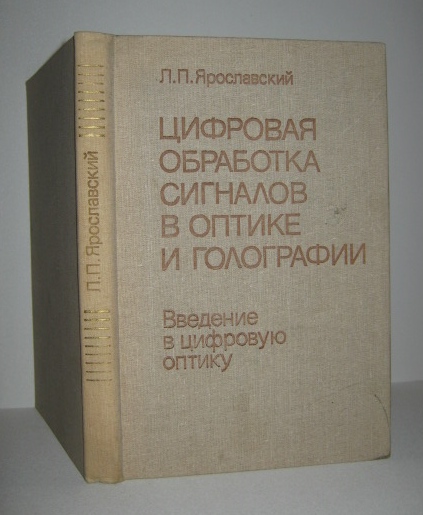 Л.П.Ярославский
ЦИФРОВАЯ
ОБРАБОТКА
СИГНАЛОВ
В ОПТИКЕ
И ГОЛОГРАФИИ
Введение
в цифровую
оптику
Л.П.Ярославский